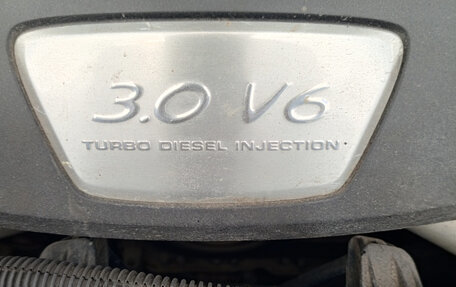 3.0 V6
TURBO DIESEL INJECTION